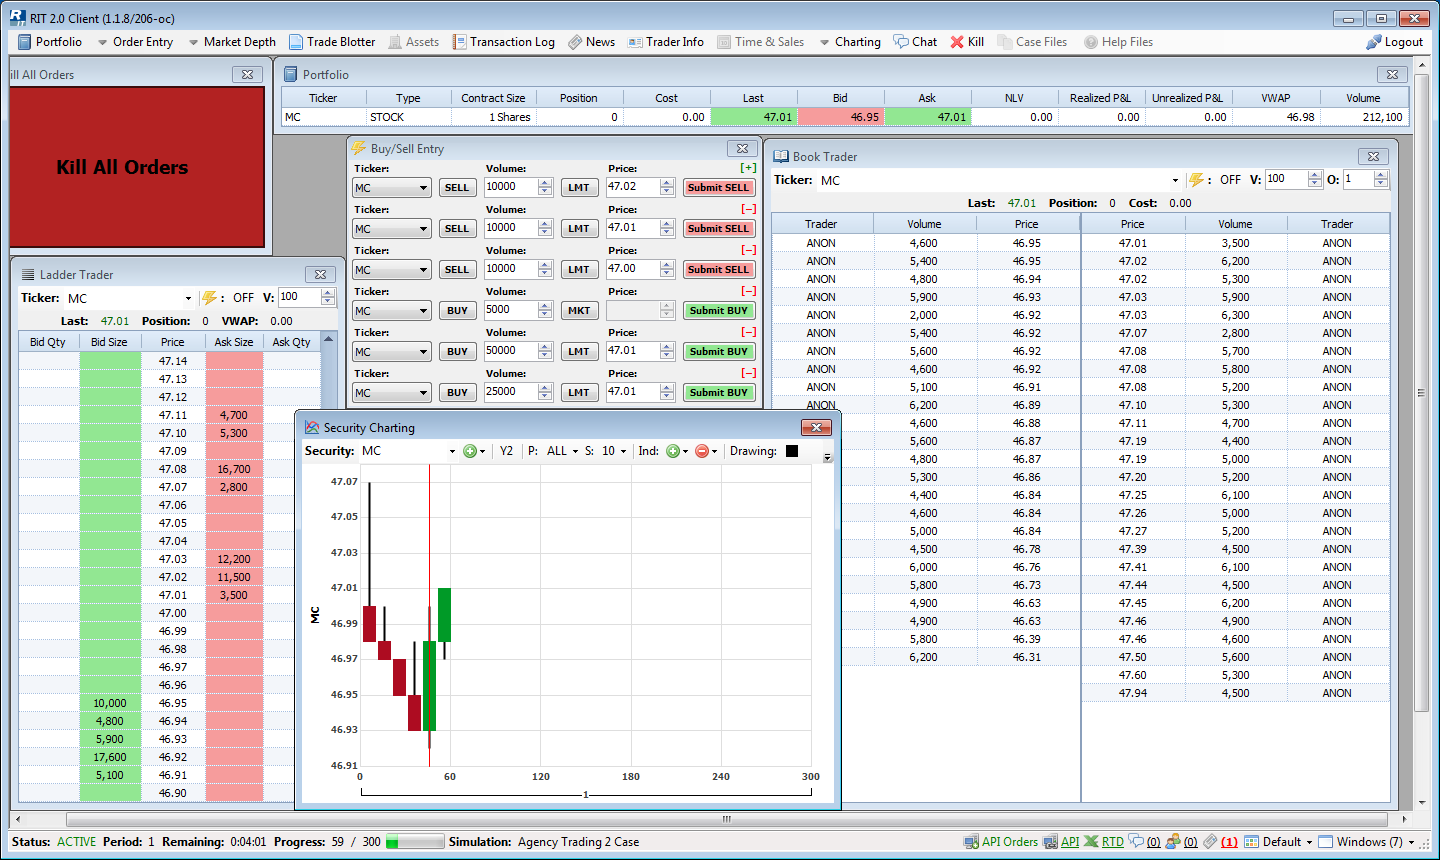 RIT 2.0 Client (1.1.8/206-oc)
Portfolio Order Entry Market Depth Trade Blotter Assets Transaction Log News Trader Info Time & Sales Charting Chat Kill Case Files Help Files Logout
ill All Orders
Kill All Orders
Portfolio
Ticker Type Contract Size Position Cost Last Bid Ask NLV Realized P&L Unrealized P&L VWAP Volume
MC STOCK 1 Shares 0 0.00 47.01 46.95 47.01 0.00 0.00 0.00 46.98 212,100
Buy/Sell Entry
Ticker: Volume: Price: [+]
MC SELL 10000 LMT 47.02 Submit SELL
Ticker: Volume: Price: [−]
MC SELL 10000 LMT 47.01 Submit SELL
Ticker: Volume: Price: [−]
MC SELL 10000 LMT 47.00 Submit SELL
Ticker: Volume: Price: [−]
MC BUY 5000 MKT Submit BUY
Ticker: Volume: Price: [−]
MC BUY 50000 LMT 47.01 Submit BUY
Ticker: Volume: Price: [−]
MC BUY 25000 LMT 47.01 Submit BUY
Ladder Trader
Ticker: MC : OFF V: 100
Last: 47.01 Position: 0 VWAP: 0.00
Bid Qty Bid Size Price Ask Size Ask Qty
47.14
47.13
47.12
47.11 4,700
47.10 5,300
47.09
47.08 16,700
47.07 2,800
47.06
47.05
47.04
47.03 12,200
47.02 11,500
47.01 3,500
47.00
46.99
46.98
46.97
46.96
10,000 46.95
4,800 46.94
5,900 46.93
17,600 46.92
5,100 46.91
46.90
Security Charting
Security: MC Y2 P: ALL S: 10 Ind: Drawing:
MC
47.07
47.05
47.03
47.01
46.99
46.97
46.95
46.93
46.91
0 60 120 180 240 300
1
Book Trader
Ticker: MC : OFF V: 100 O: 1
Last: 47.01 Position: 0 Cost: 0.00
Trader Volume Price Price Volume Trader
ANON 4,600 46.95 47.01 3,500 ANON
ANON 5,400 46.95 47.02 6,200 ANON
ANON 4,800 46.94 47.02 5,300 ANON
ANON 5,900 46.93 47.03 5,900 ANON
ANON 2,000 46.92 47.03 6,300 ANON
ANON 5,400 46.92 47.07 2,800 ANON
ANON 5,600 46.92 47.08 5,700 ANON
ANON 4,600 46.92 47.08 5,800 ANON
ANON 5,100 46.91 47.08 5,200 ANON
ANON 6,200 46.89 47.10 5,300 ANON
4,600 46.88 47.11 4,700 ANON
5,600 46.87 47.19 4,400 ANON
4,800 46.87 47.19 5,000 ANON
5,300 46.86 47.20 5,200 ANON
4,400 46.84 47.25 6,100 ANON
4,600 46.84 47.26 5,000 ANON
5,000 46.84 47.27 5,200 ANON
4,500 46.78 47.39 4,500 ANON
6,000 46.76 47.41 6,100 ANON
5,800 46.73 47.44 4,500 ANON
4,900 46.63 47.45 6,200 ANON
4,900 46.63 47.46 4,900 ANON
5,800 46.39 47.46 4,600 ANON
6,200 46.31 47.50 5,600 ANON
47.60 5,300 ANON
47.94 4,500 ANON
Status: ACTIVE Period: 1 Remaining: 0:04:01 Progress: 59 / 300 Simulation: Agency Trading 2 Case API Orders API RTD (0) (0) (1) Default Windows (7)